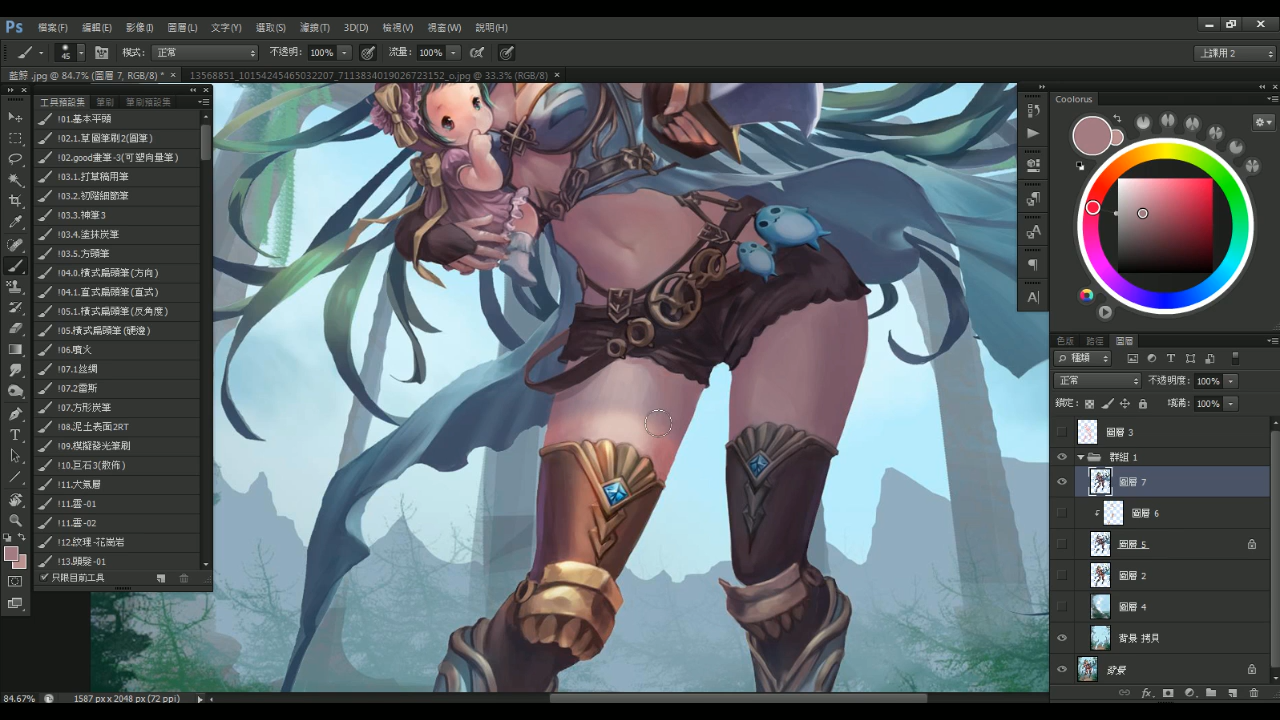 Ps 檔案(F) 編輯(E) 影像(I) 圖層(L) 文字(Y) 選取(S) 濾鏡(T) 3D(D) 檢視(V) 視窗(W) 說明(H)
45 模式: 正常 不透明: 100% 流量: 100% 上課用 2
藍鯨 .jpg @ 84.7% (圖層 7, RGB/8) * × 13568851_10154245465032207_7113834019026723152_o.jpg @ 33.3% (RGB/8) ×
工具預設集 筆刷 筆刷預設集
!01.基本平頭
!02.1.草圖筆刷2(圓筆)
!02.good畫筆-3(可塑向量筆)
!03.1.打草稿用筆
!03.2.初階細節筆
!03.3.神筆3
!03.4.塗抹炭筆
!03.5.方頭筆
!04.0.橫式扁頭筆(方向)
!04.1.直式扁頭筆(直式)
!05.1.橫式扁頭筆(反角度)
!05.橫式扁頭筆(硬邊)
!06.噴火
!07.1絲綢
!07.2蕾斯
!07.方形炭筆
!08.泥土表面2RT
!09.模擬發光筆刷
!10.巨石3(散佈)
!11.大氣層
!11.雲-01
!11.雲-02
!12.紋理-花崗岩
!13.頭髮-01
只限目前工具
Coolorus
色版 路徑 圖層
種類
正常 不透明度: 100%
鎖定: 填滿: 100%
圖層 3
群組 1
圖層 7
圖層 6
圖層 5
圖層 2
圖層 4
背景 拷貝
背景
84.67% 1587 px x 2048 px (72 ppi)